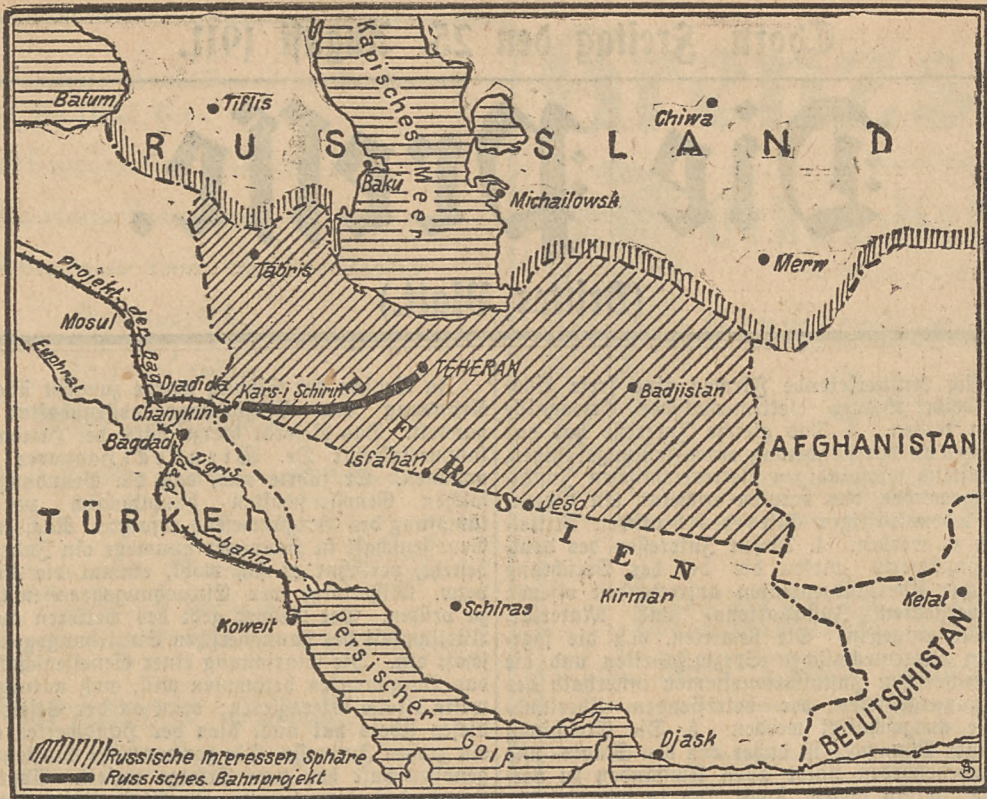 Batum
Tiflis
Kapisches Meer
Chiwa
RUSSLAND
Baku
Michailowsk
Merw
Täbris
Projekt der Bagdadbahn
Mosul
Euphrat
Djadida
Kars-i Schirin
TEHERAN
Chanykin
Badjistan
Bagdad
Tigris
Isfahan
AFGHANISTAN
PERSIEN
Jesd
TÜRKEI
Kirman
Kelat
Koweit
Schiras
Persischer Golf
Djask
BELUTSCHISTAN
Russische Interessen Sphäre
Russisches Bahnprojekt